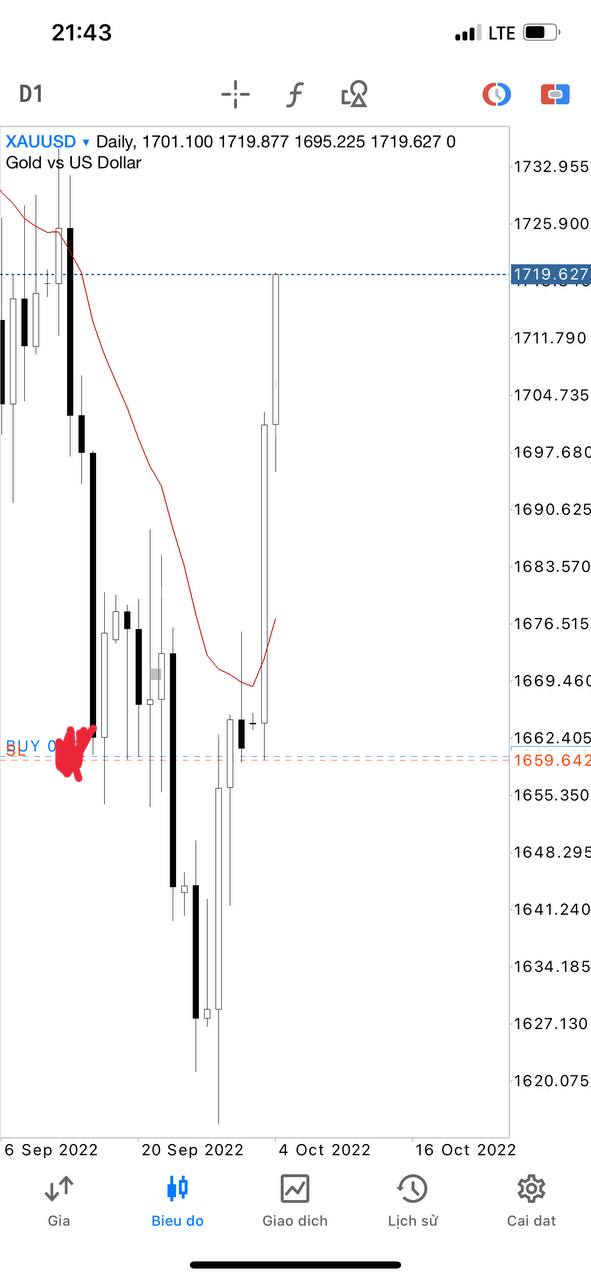 21:43
LTE
D1
XAUUSD ▾ Daily, 1701.100 1719.877 1695.225 1719.627 0
Gold vs US Dollar
1732.955
1725.900
1719.627
1711.790
1704.735
1697.680
1690.625
1683.570
1676.515
1669.460
1662.405
BUY 0
SL
1659.642
1655.350
1648.295
1641.240
1634.185
1627.130
1620.075
6 Sep 2022 20 Sep 2022 4 Oct 2022 16 Oct 2022
Gia Bieu do Giao dich Lịch sử Cai dat